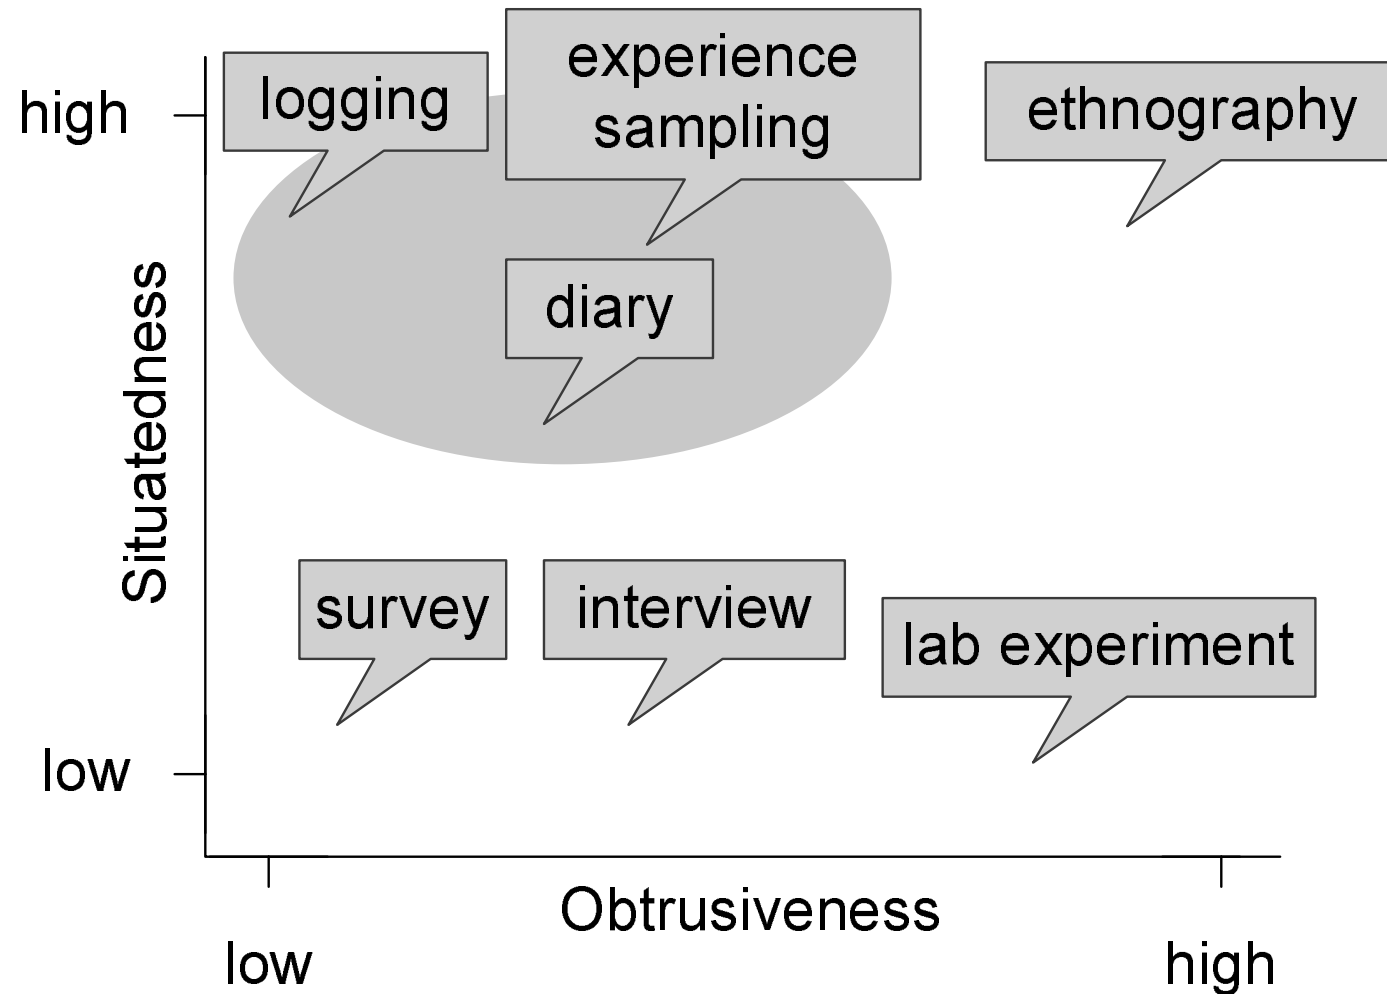 experience
sampling
logging
ethnography
high
diary
Situatedness
survey
interview
lab experiment
low
Obtrusiveness
low
high